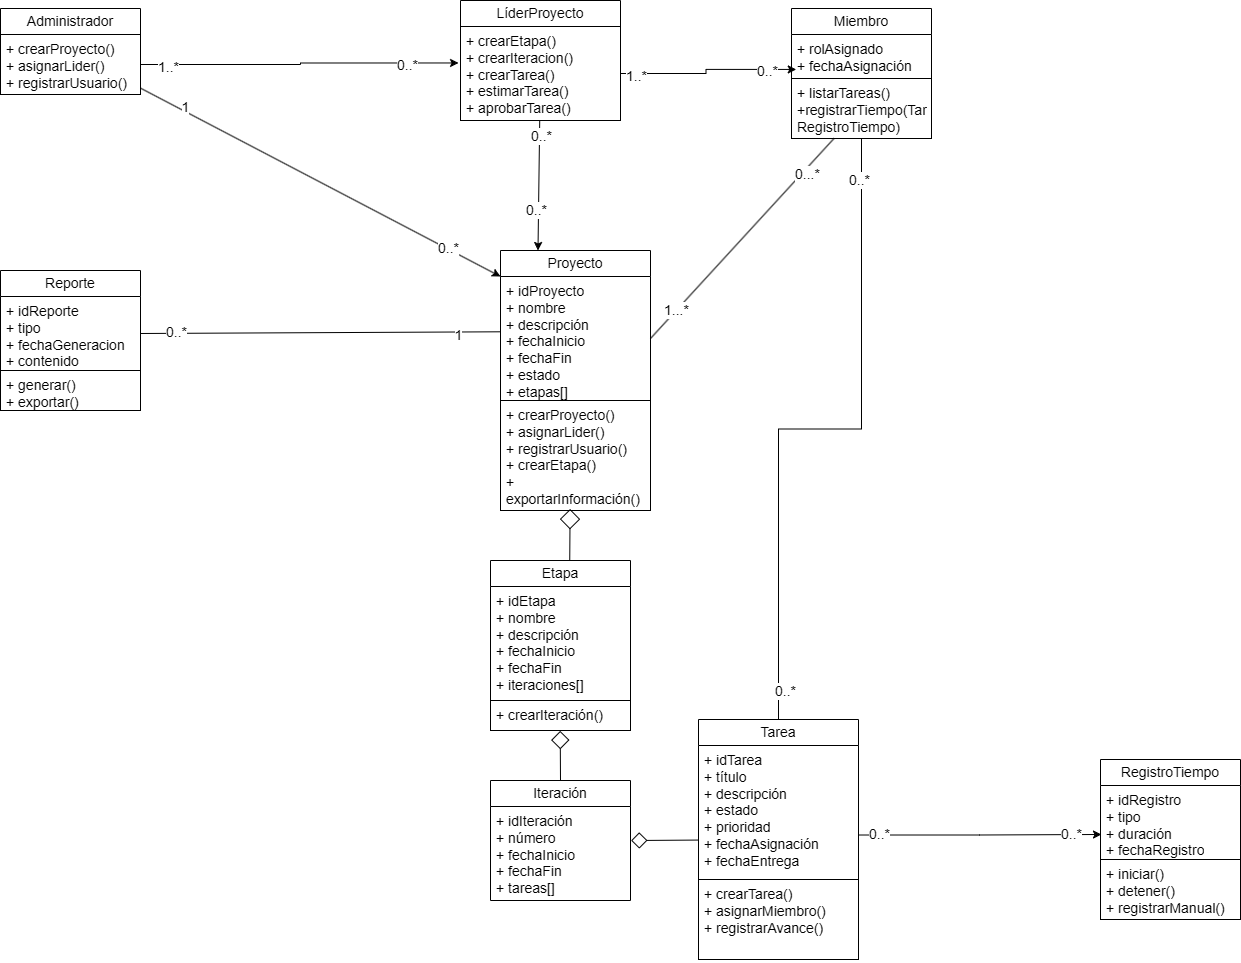 Administrador
+ crearProyecto()
+ asignarLider()
+ registrarUsuario()
1..*
0..*
LíderProyecto
+ crearEtapa()
+ crearIteracion()
+ crearTarea()
+ estimarTarea()
+ aprobarTarea()
1..*
0..*
Miembro
+ rolAsignado
+ fechaAsignación
+ listarTareas()
+registrarTiempo(Tar
RegistroTiempo)
1
0..*
0..*
0..*
0...*
1...*
0..*
0..*
Reporte
+ idReporte
+ tipo
+ fechaGeneracion
+ contenido
+ generar()
+ exportar()
0..*
1
Proyecto
+ idProyecto
+ nombre
+ descripción
+ fechaInicio
+ fechaFin
+ estado
+ etapas[]
+ crearProyecto()
+ asignarLider()
+ registrarUsuario()
+ crearEtapa()
+
exportarInformación()
Etapa
+ idEtapa
+ nombre
+ descripción
+ fechaInicio
+ fechaFin
+ iteraciones[]
+ crearIteración()
Iteración
+ idIteración
+ número
+ fechaInicio
+ fechaFin
+ tareas[]
Tarea
+ idTarea
+ título
+ descripción
+ estado
+ prioridad
+ fechaAsignación
+ fechaEntrega
+ crearTarea()
+ asignarMiembro()
+ registrarAvance()
0..*
0..*
RegistroTiempo
+ idRegistro
+ tipo
+ duración
+ fechaRegistro
+ iniciar()
+ detener()
+ registrarManual()